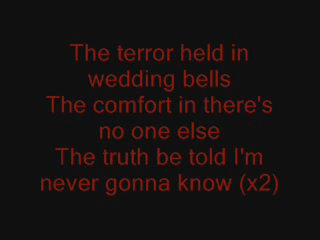 The terror held in
wedding bells
The comfort in there's
no one else
The truth be told I'm
never gonna know (x2)